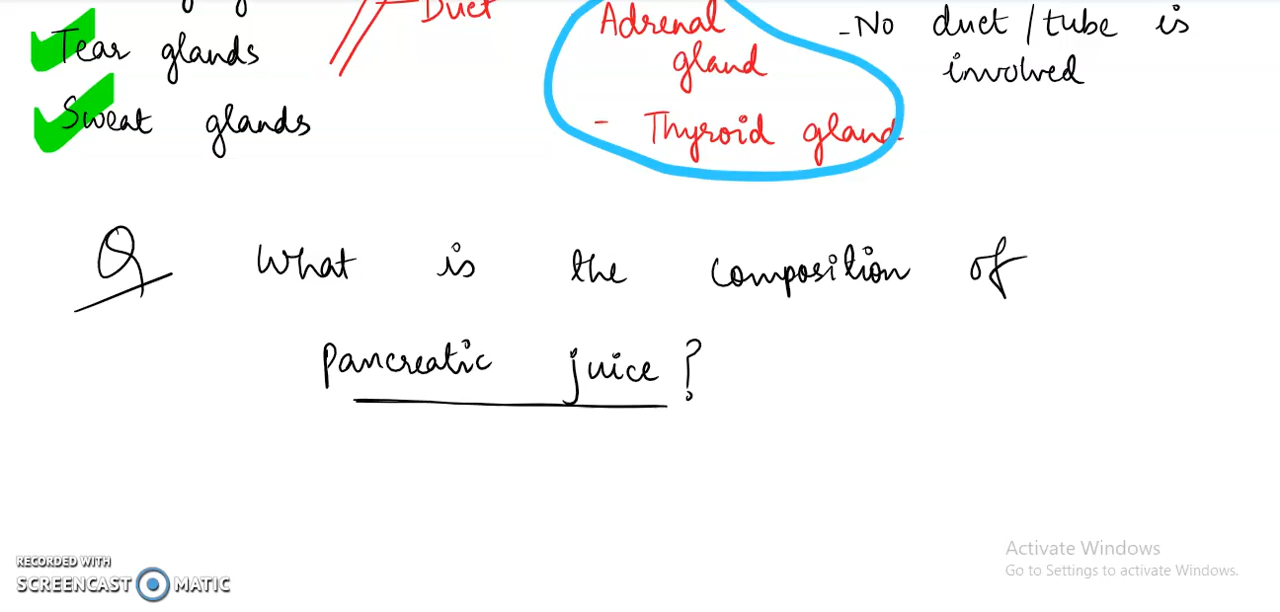 Duct
Adrenal
gland
- No duct/tube is
involved
Tear glands
Sweat glands
- Thyroid gland
Q What is the composition of
pancreatic juice?
RECORDED WITH
SCREENCAST MATIC
Activate Windows
Go to Settings to activate Windows.